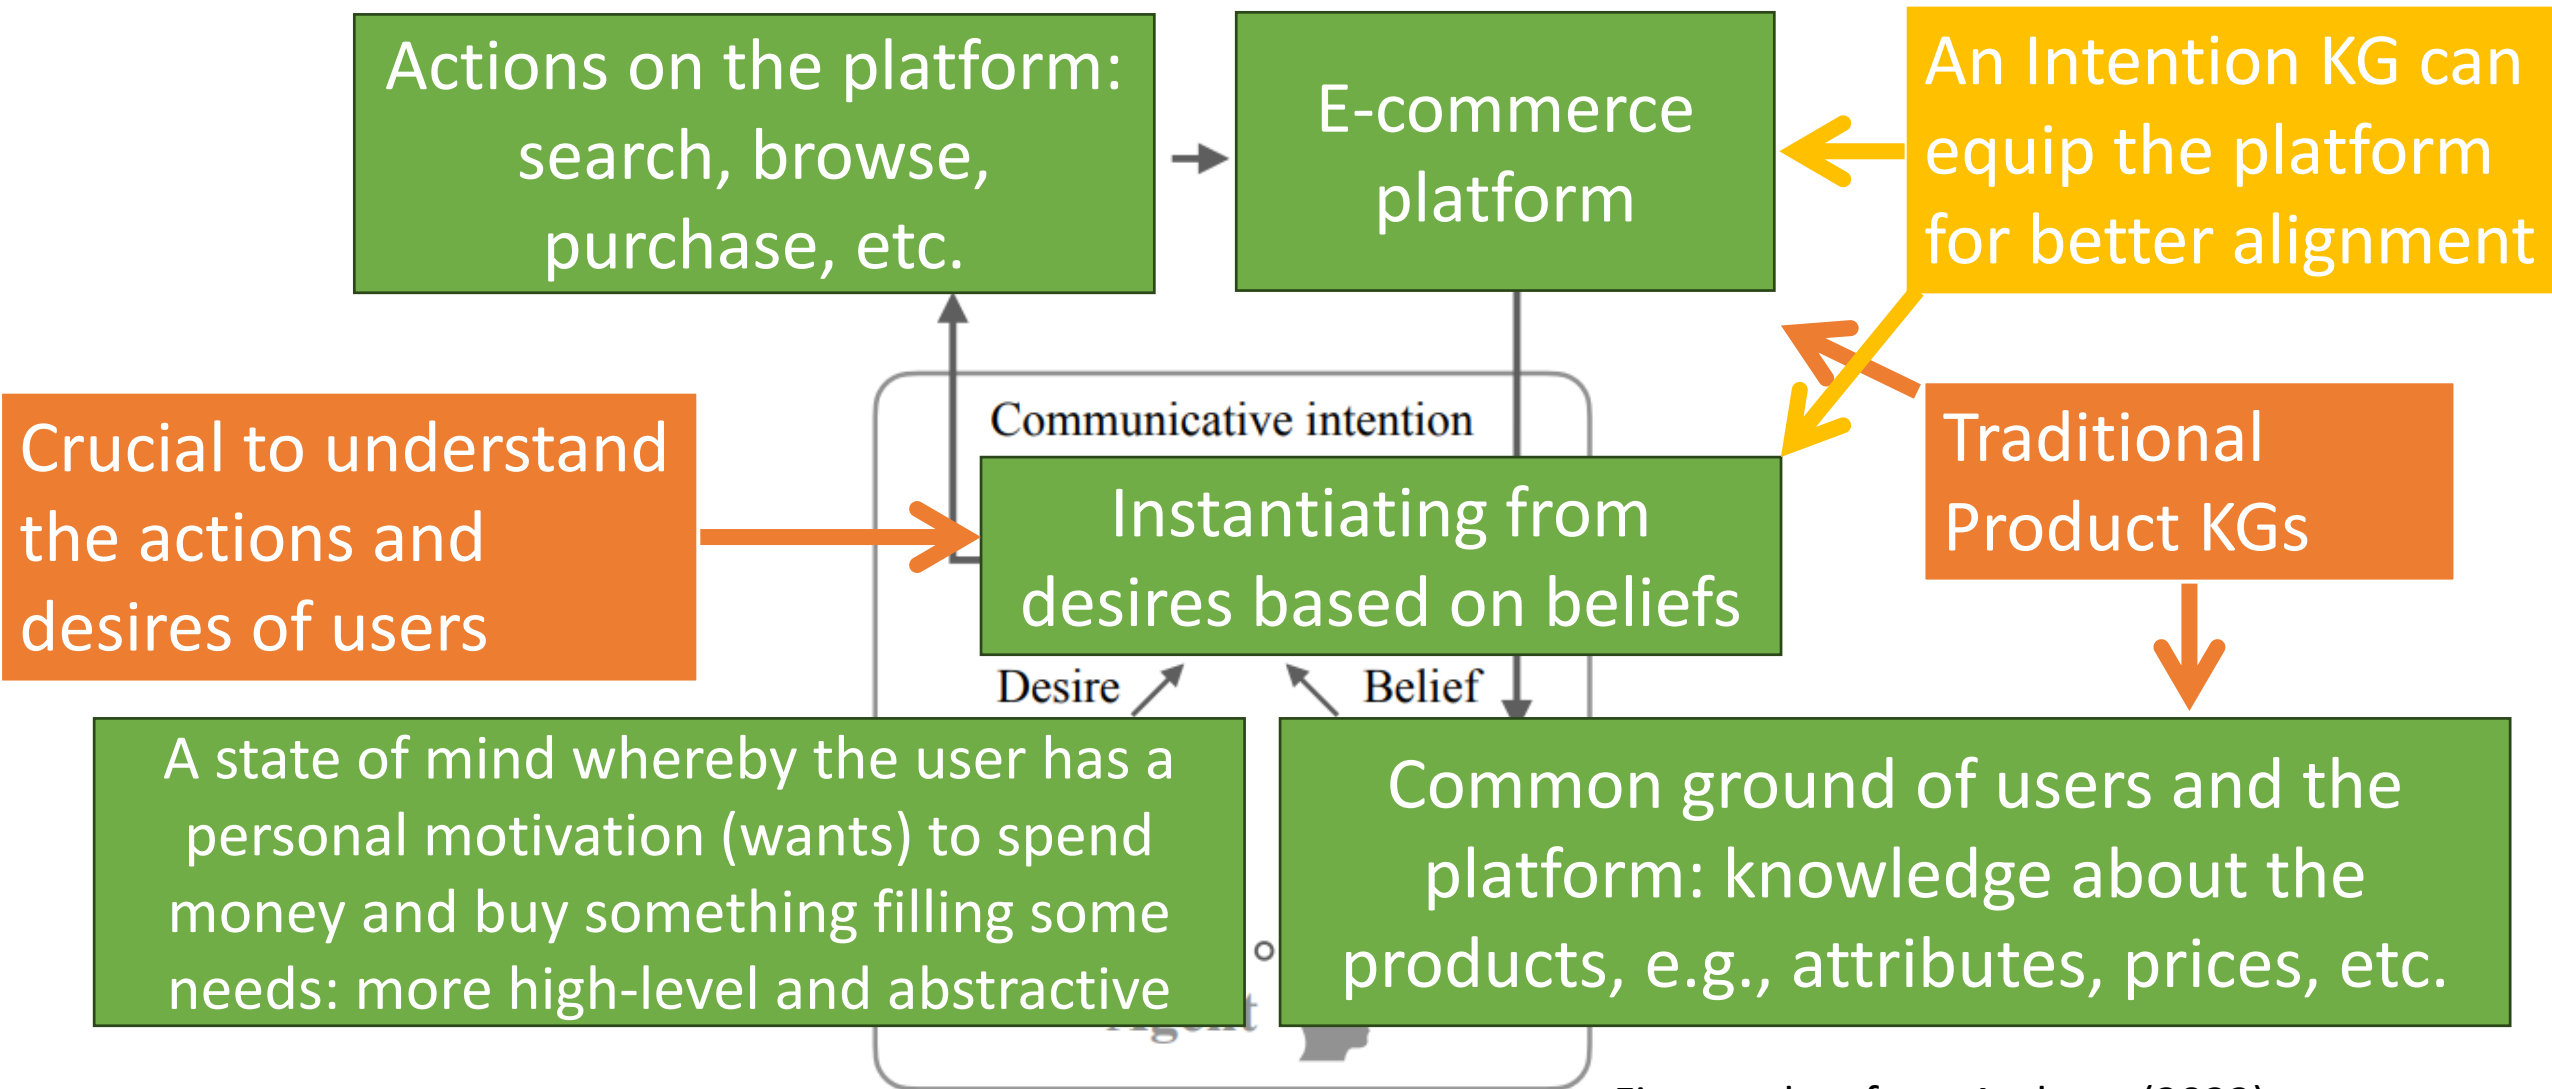 Actions on the platform:
search, browse,
purchase, etc.
E-commerce
platform
An Intention KG can
equip the platform
for better alignment
Communicative intention
Crucial to understand
the actions and
desires of users
Instantiating from
desires based on beliefs
Traditional
Product KGs
Desire
Belief
A state of mind whereby the user has a
personal motivation (wants) to spend
money and buy something filling some
needs: more high-level and abstractive
Common ground of users and the
platform: knowledge about the
products, e.g., attributes, prices, etc.
Agent